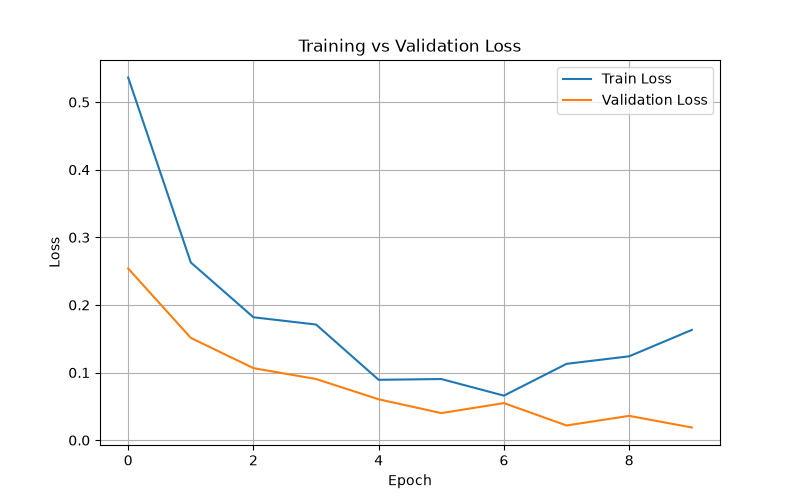 Training vs Validation Loss
Train Loss
Validation Loss
0.5
0.4
0.3
0.2
0.1
0.0
Loss
0 2 4 6 8
Epoch